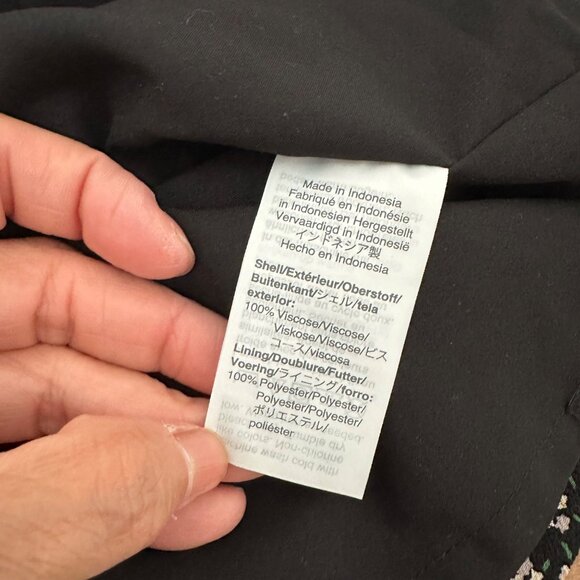 Made in Indonesia
Fabriqué en Indonésie
in Indonesien Hergestellt
Vervaardigd in Indonesië
インドネシア製
Hecho en Indonesia
Shell/Extérieur/Oberstoff/
Buitenkant/ジェル/tela
exterior:
100% Viscose/Viscose/
Viskose/Viscose/ビス
コース/viscosa
Lining/Doublure/Futter/
Voering/ライニング/forro:
100% Polyester/Polyester/
Polyester/Polyester/
ポリエステル/
poliéster